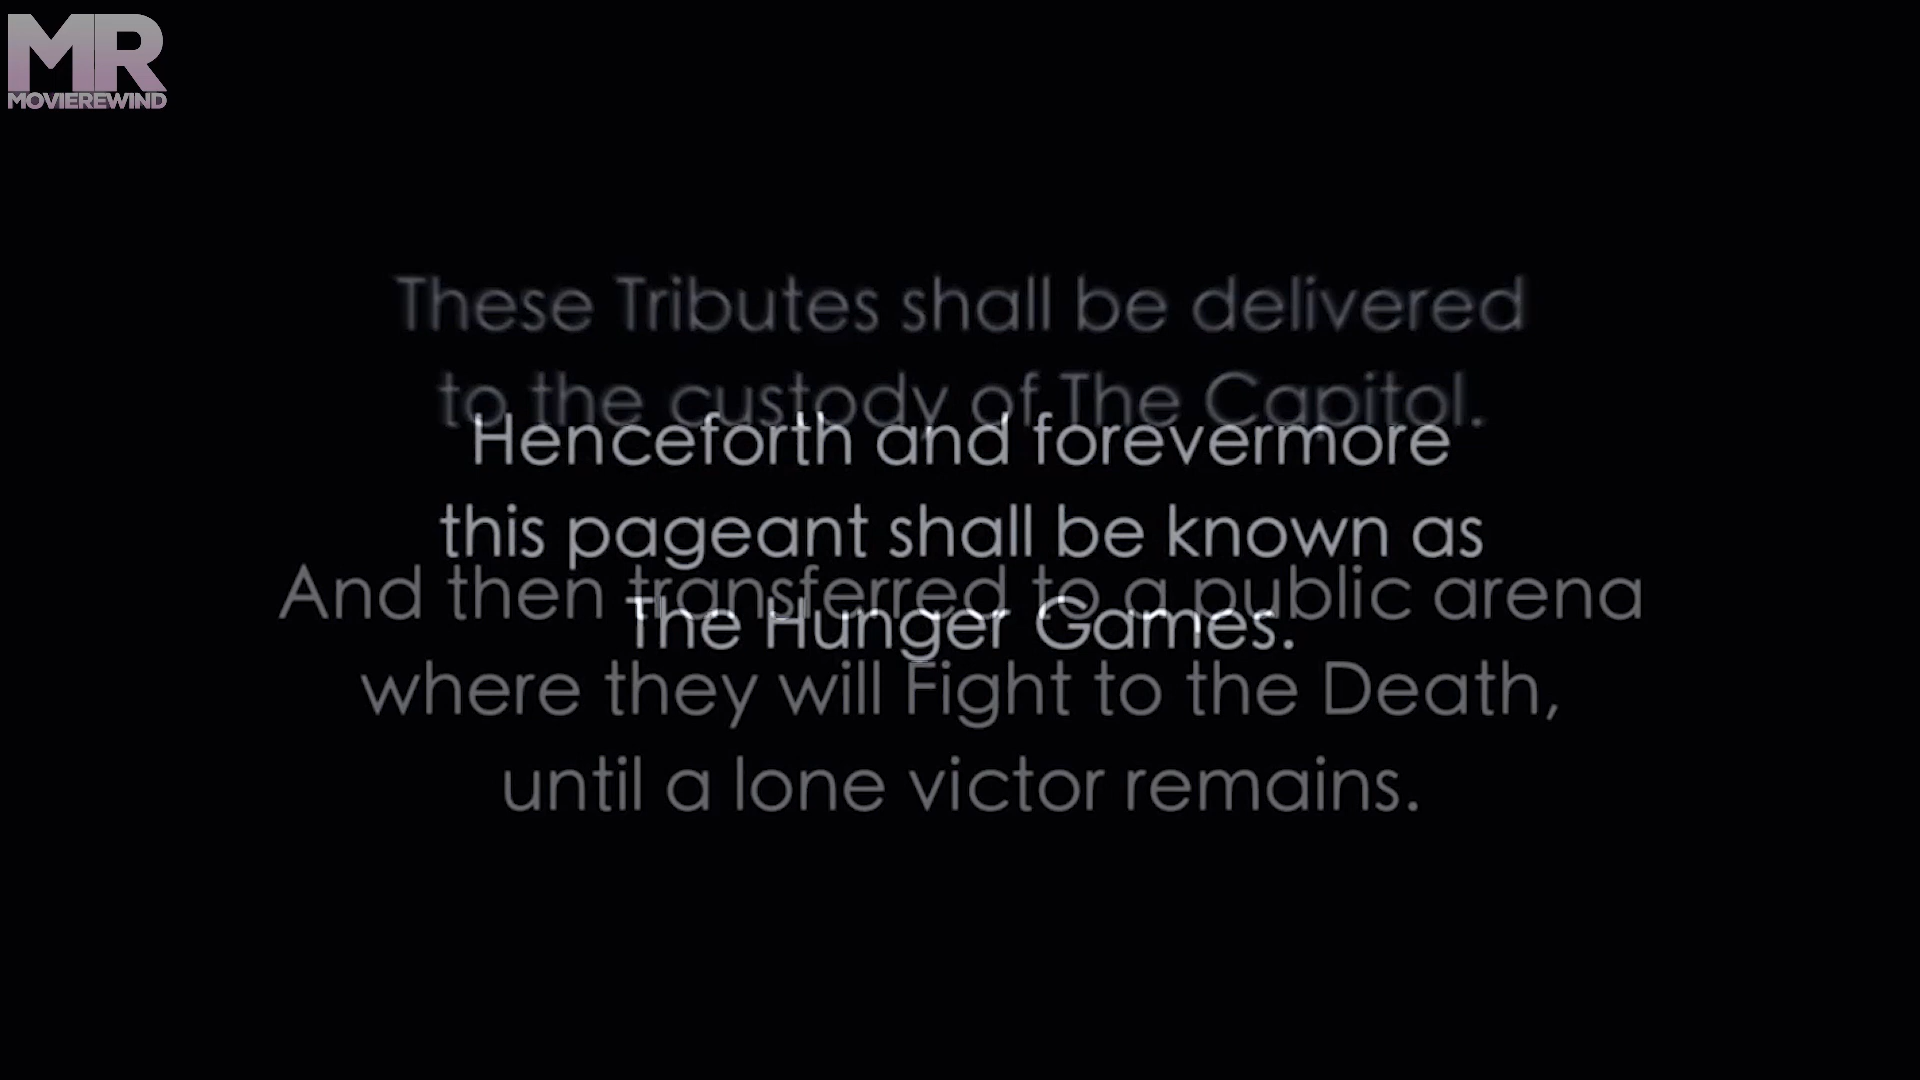 MR
MOVIEREWIND
These Tributes shall be delivered
to the custody of The Capitol.
Henceforth and forevermore
this pageant shall be known as
The Hunger Games.
And then transferred to a public arena
where they will Fight to the Death,
until a lone victor remains.